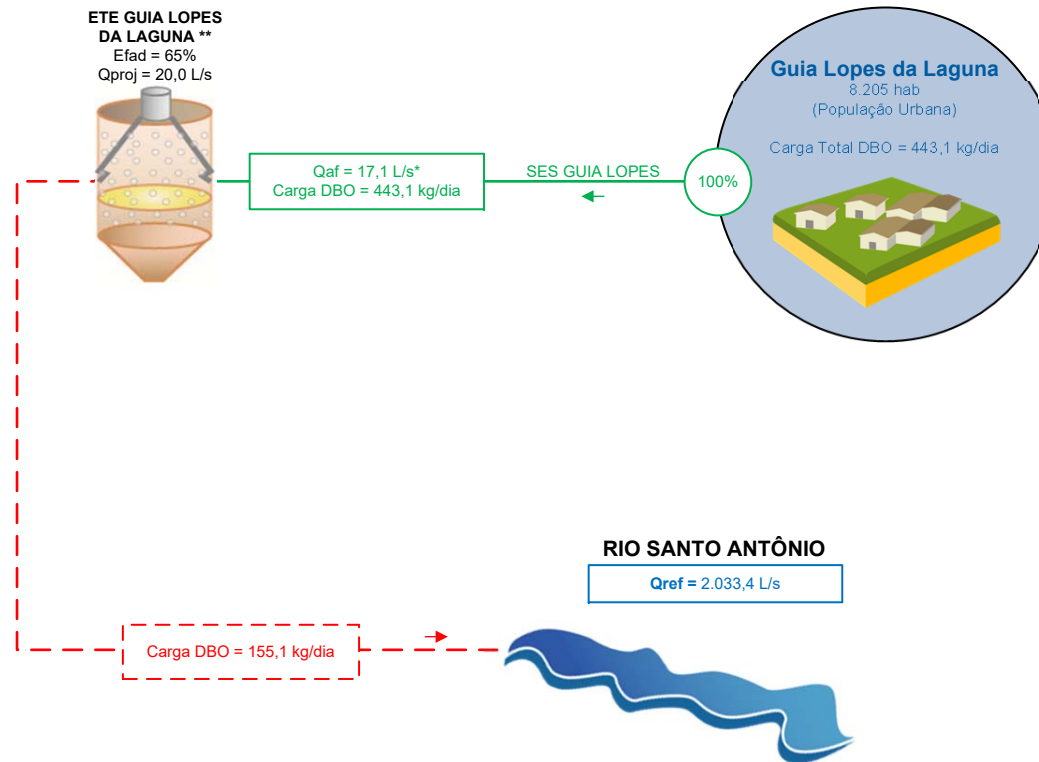 ETE GUIA LOPES
DA LAGUNA **
Efad = 65%
Qproj = 20,0 L/s
Guia Lopes da Laguna
8.205 hab
(População Urbana)
Carga Total DBO = 443,1 kg/dia
Qaf = 17,1 L/s*
Carga DBO = 443,1 kg/dia
SES GUIA LOPES
100%
RIO SANTO ANTÔNIO
Qref = 2.033,4 L/s
Carga DBO = 155,1 kg/dia